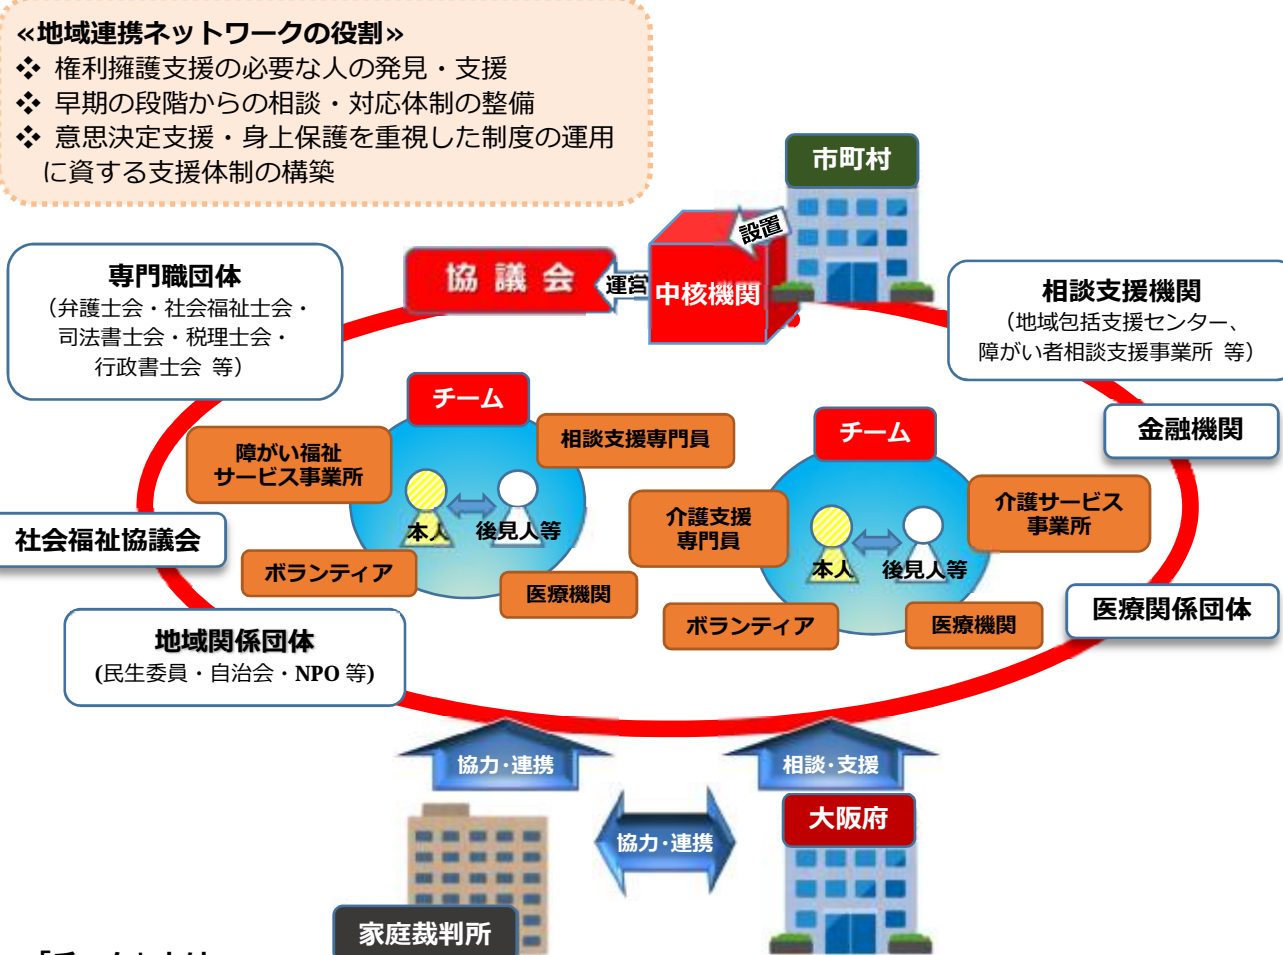 ≪地域連携ネットワークの役割≫
❖ 権利擁護支援の必要な人の発見・支援
❖ 早期の段階からの相談・対応体制の整備
❖ 意思決定支援・身上保護を重視した制度の運用
に資する支援体制の構築
市町村
設置
協 議 会
運営
中核機関
専門職団体
（弁護士会・社会福祉士会・
司法書士会・税理士会・
行政書士会 等）
相談支援機関
（地域包括支援センター、
障がい者相談支援事業所 等）
チーム
障がい福祉
サービス事業所
相談支援専門員
本人
後見人等
ボランティア
医療機関
チーム
介護支援
専門員
介護サービス
事業所
本人
後見人等
ボランティア
医療機関
金融機関
社会福祉協議会
医療関係団体
地域関係団体
(民生委員・自治会・NPO 等)
協力・連携
相談・支援
協力・連携
大阪府
家庭裁判所